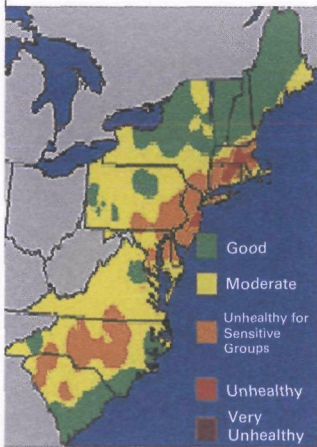 Good
Moderate
Unhealthy for
Sensitive
Groups
Unhealthy
Very
Unhealthy